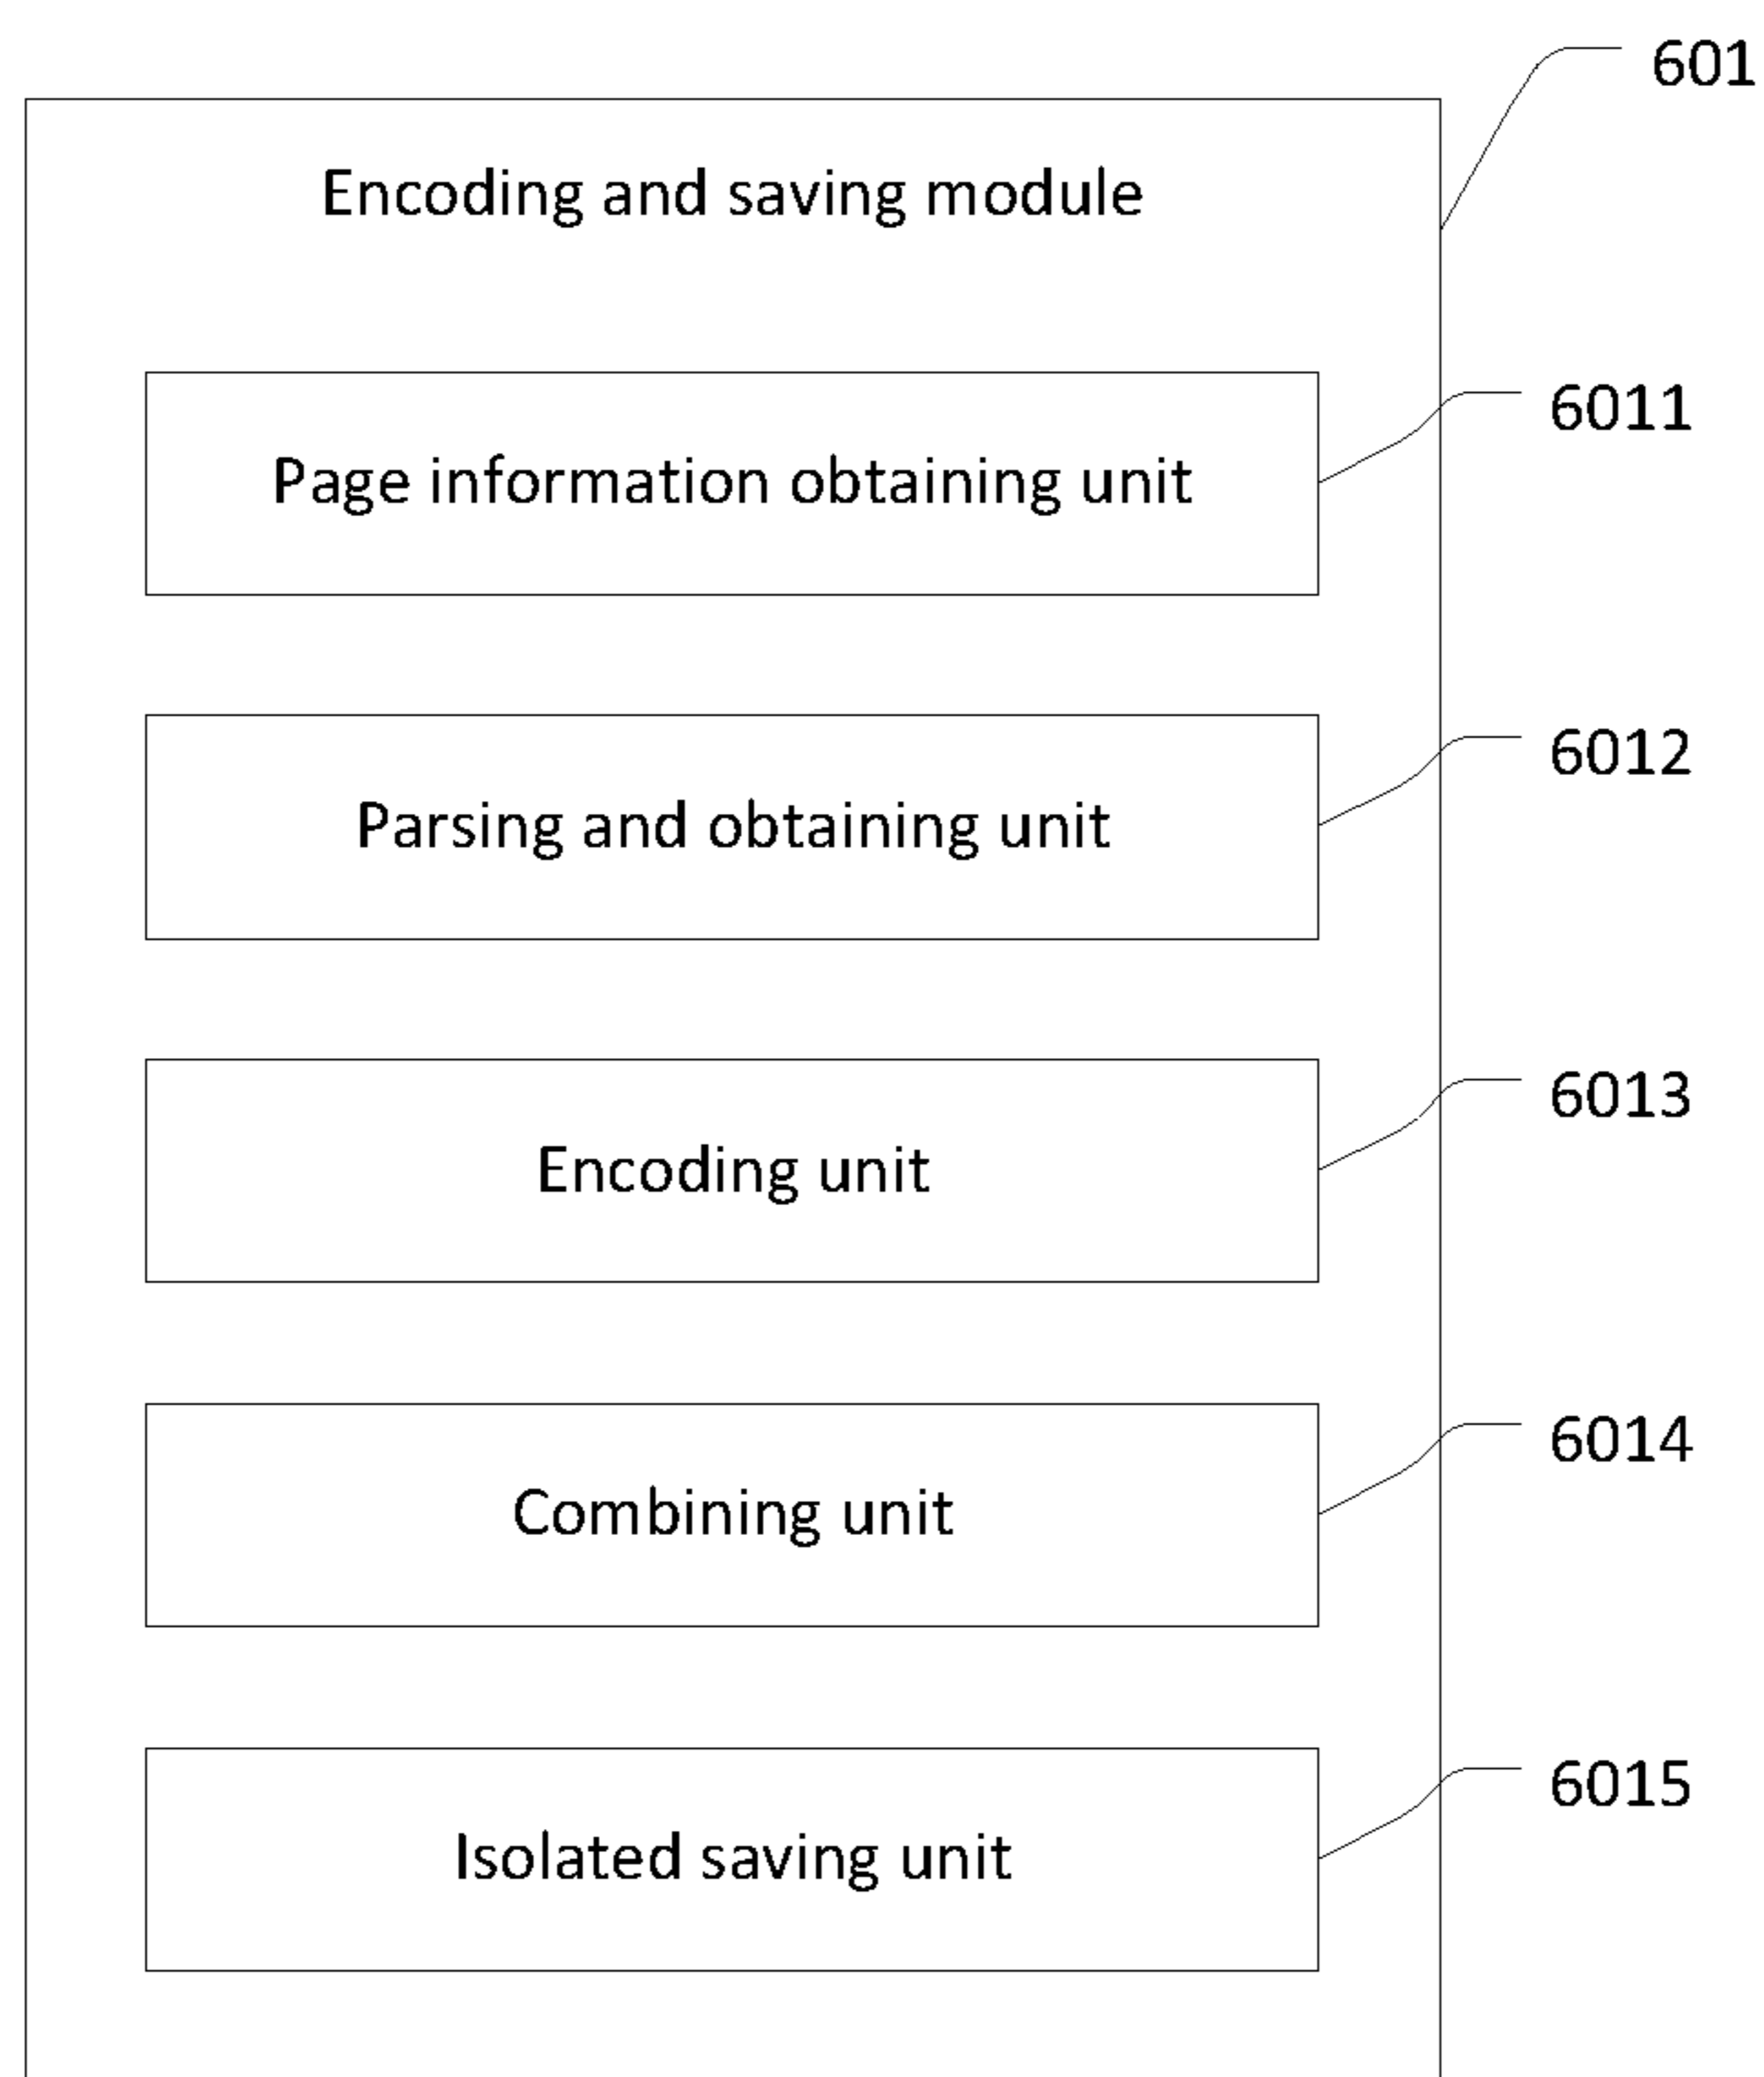 601
Encoding and saving module
6011
Page information obtaining unit
6012
Parsing and obtaining unit
6013
Encoding unit
6014
Combining unit
6015
Isolated saving unit